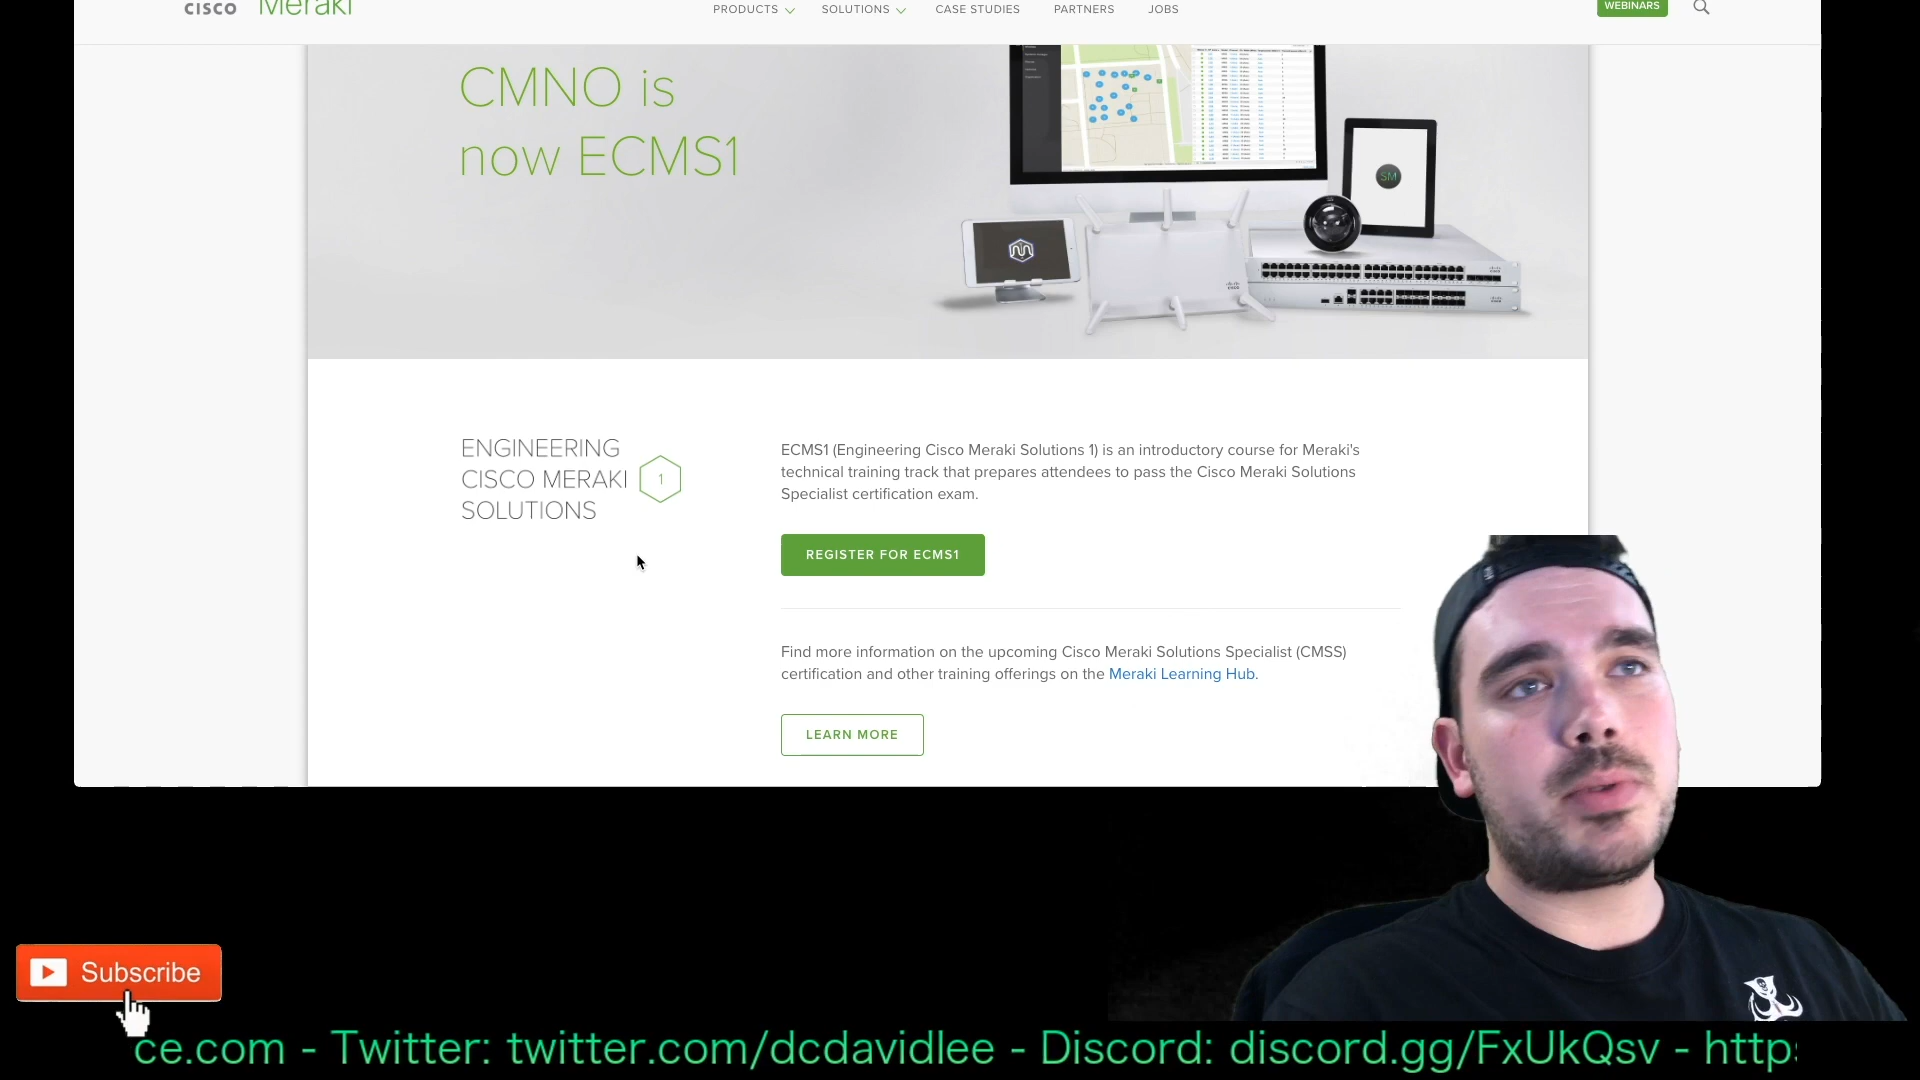 CISCO Meraki
PRODUCTS SOLUTIONS CASE STUDIES PARTNERS JOBS
WEBINARS
CMNO is
now ECMS1
SM
ENGINEERING
CISCO MERAKI
SOLUTIONS
1
ECMS1 (Engineering Cisco Meraki Solutions 1) is an introductory course for Meraki's
technical training track that prepares attendees to pass the Cisco Meraki Solutions
Specialist certification exam.
REGISTER FOR ECMS1
Find more information on the upcoming Cisco Meraki Solutions Specialist (CMSS)
certification and other training offerings on the Meraki Learning Hub.
LEARN MORE
Subscribe
ce.com - Twitter: twitter.com/dcdavidlee - Discord: discord.gg/FxUkQsv - http